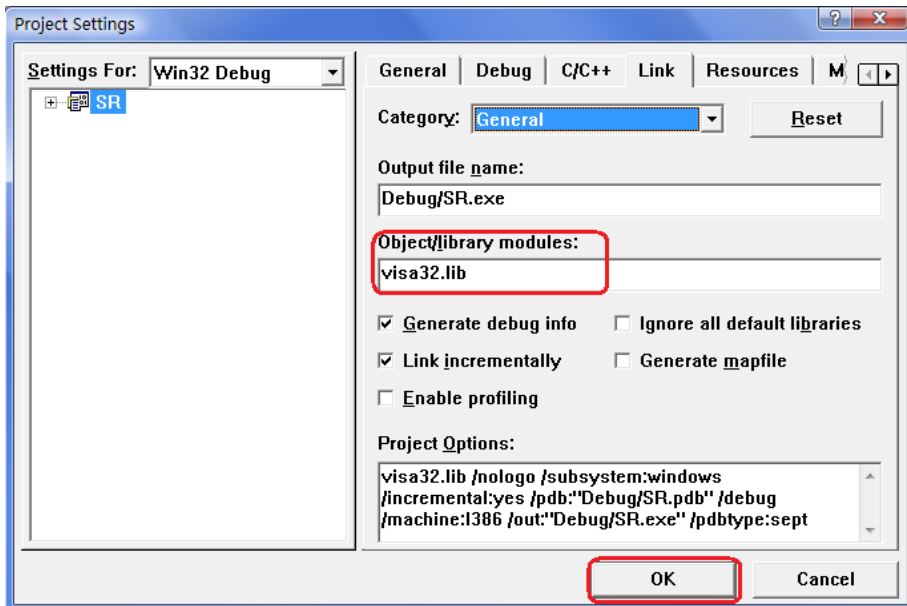 Project Settings
Settings For: Win32 Debug
SR
General Debug C/C++ Link Resources M
Category: General Reset
Output file name:
Debug/SR.exe
Object/library modules:
visa32.lib
Generate debug info Ignore all default libraries
Link incrementally Generate mapfile
Enable profiling
Project Options:
visa32.lib /nologo /subsystem:windows
/incremental:yes /pdb:"Debug/SR.pdb" /debug
/machine:I386 /out:"Debug/SR.exe" /pdbtype:sept
OK Cancel